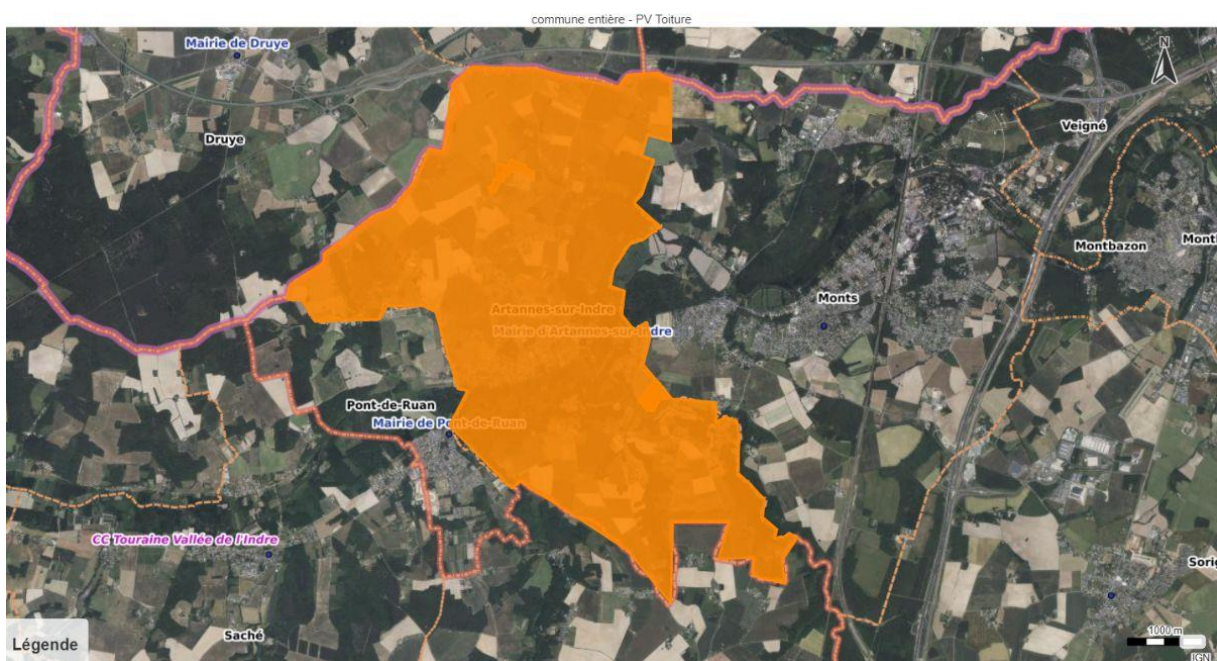 commune entière - PV Toiture
Mairie de Druye
N
Druye
Veigné
Montbazon
Montl
Artannes-sur-Indre
Monts
Mairie d'Artannes-sur-Indre
Pont-de-Ruan
Mairie de Pont-de-Ruan
CC Touraine Vallée de l'Indre
Sorig
Saché
Légende
1000 m
IGN